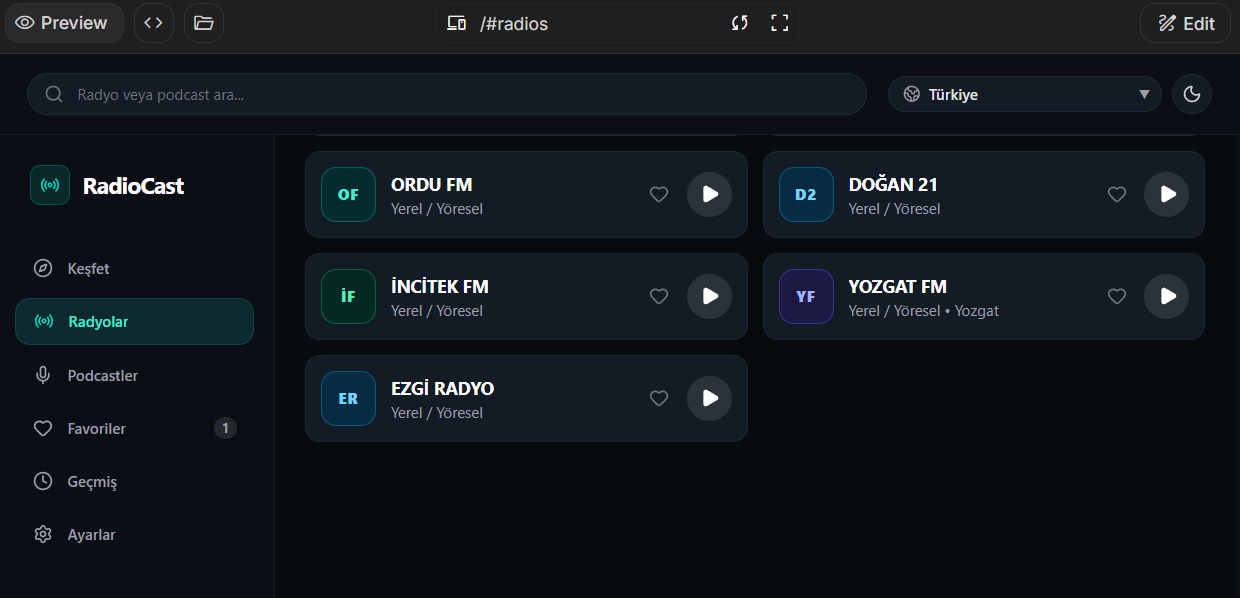 Preview
/#radios
Edit
Radyo veya podcast ara...
Türkiye
RadioCast
Keşfet
Radyolar
Podcastler
Favoriler 1
Geçmiş
Ayarlar
OF
ORDU FM
Yerel / Yöresel
D2
DOĞAN 21
Yerel / Yöresel
İF
İNCİTEK FM
Yerel / Yöresel
YF
YOZGAT FM
Yerel / Yöresel • Yozgat
ER
EZGİ RADYO
Yerel / Yöresel